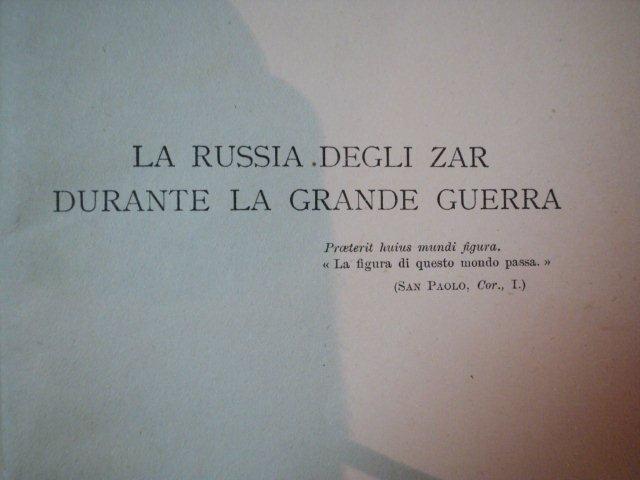 LA RUSSIA DEGLI ZAR
DURANTE LA GRANDE GUERRA
Præterit huius mundi figura.
« La figura di questo mondo passa. »
(SAN PAOLO, Cor., I.)